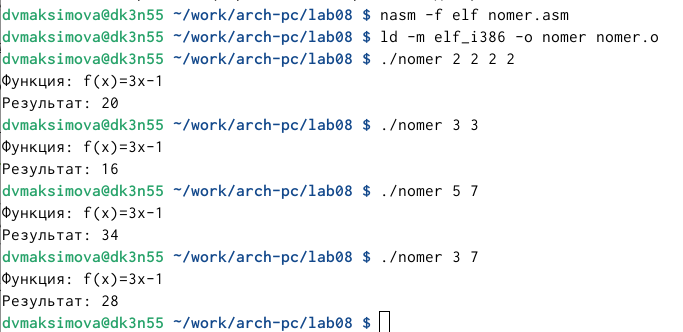 dvmaksimova@dk3n55 ~/work/arch-pc/lab08 $ nasm -f elf nomer.asm
dvmaksimova@dk3n55 ~/work/arch-pc/lab08 $ ld -m elf_i386 -o nomer nomer.o
dvmaksimova@dk3n55 ~/work/arch-pc/lab08 $ ./nomer 2 2 2 2
Функция: f(x)=3x-1
Результат: 20
dvmaksimova@dk3n55 ~/work/arch-pc/lab08 $ ./nomer 3 3
Функция: f(x)=3x-1
Результат: 16
dvmaksimova@dk3n55 ~/work/arch-pc/lab08 $ ./nomer 5 7
Функция: f(x)=3x-1
Результат: 34
dvmaksimova@dk3n55 ~/work/arch-pc/lab08 $ ./nomer 3 7
Функция: f(x)=3x-1
Результат: 28
dvmaksimova@dk3n55 ~/work/arch-pc/lab08 $